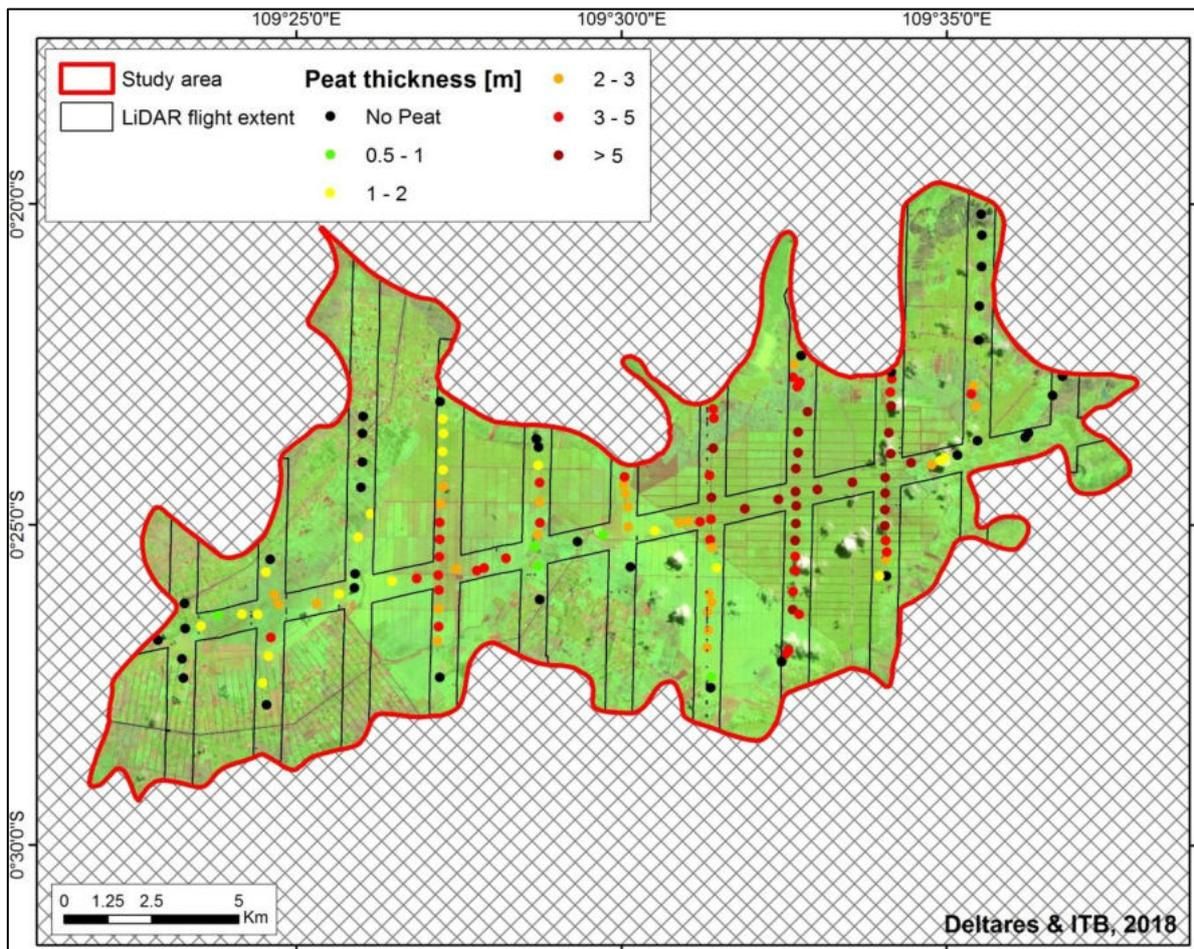 109°25'0"E 109°30'0"E 109°35'0"E
Study area
LiDAR flight extent
Peat thickness [m]
No Peat
0.5 - 1
1 - 2
2 - 3
3 - 5
> 5
0°20'0"S
0°25'0"S
0°30'0"S
0 1.25 2.5 5
Km
Deltares & ITB, 2018